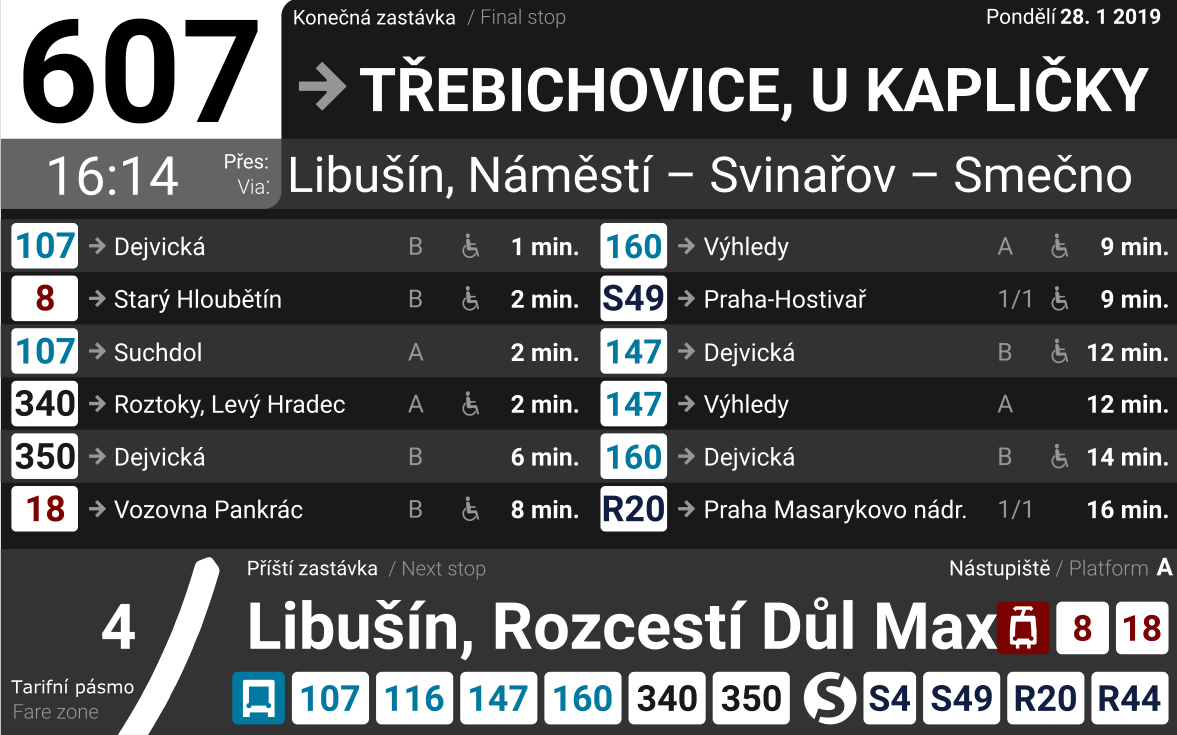 607
Konečná zastávka / Final stop
Pondělí 28. 1 2019
TŘEBICHOVICE, U KAPLIČKY
16:14
Přes:
Via:
Libušín, Náměstí – Svinařov – Smečno
107 Dejvická B 1 min.
8 Starý Hloubětín B 2 min.
107 Suchdol A 2 min.
340 Roztoky, Levý Hradec A 2 min.
350 Dejvická B 6 min.
18 Vozovna Pankrác B 8 min.
160 Výhledy A 9 min.
S49 Praha-Hostivař 1/1 9 min.
147 Dejvická B 12 min.
147 Výhledy A 12 min.
160 Dejvická B 14 min.
R20 Praha Masarykovo nádr. 1/1 16 min.
4
Tarifní pásmo
Fare zone
Příští zastávka / Next stop
Nástupiště / Platform A
Libušín, Rozcestí Důl Max
8 18
107 116 147 160 340 350 S S4 S49 R20 R44